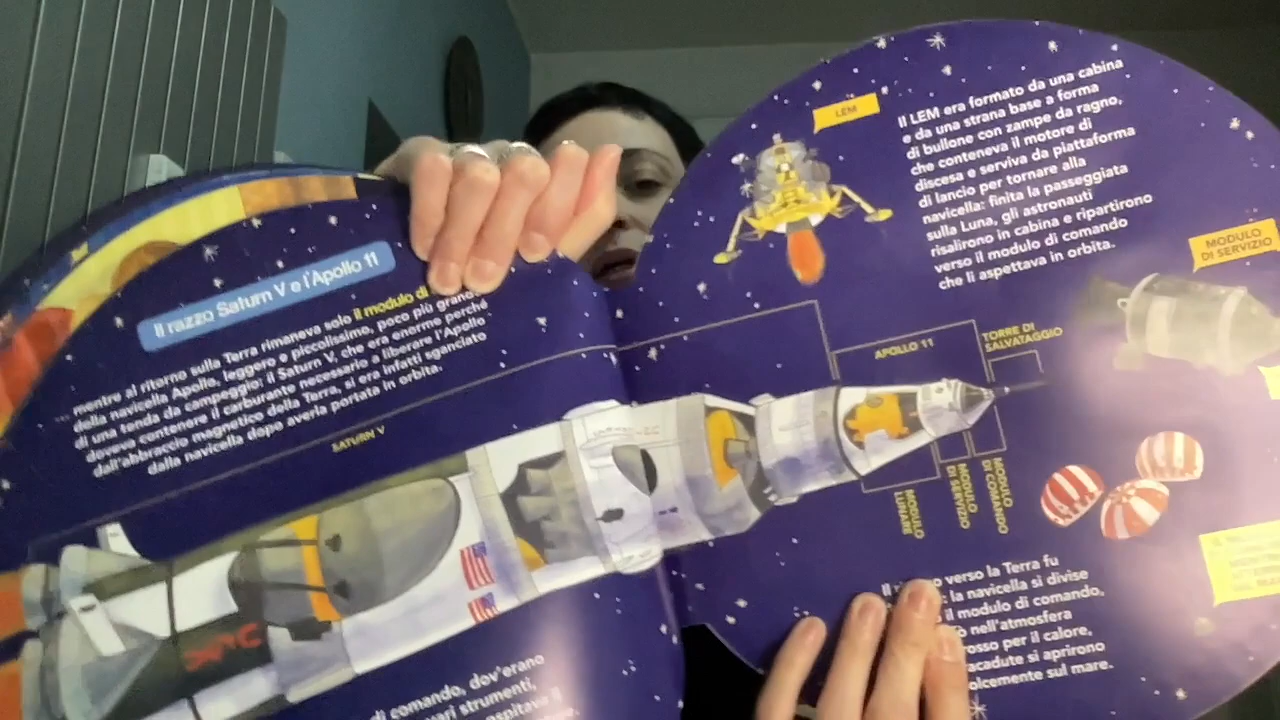 Il razzo Saturn V e l'Apollo 11
mentre al ritorno sulla Terra rimaneva solo il modulo di
della navicella Apollo, leggero e piccolissimo, poco più grande
di una tenda da campeggio: il Saturn V, che era enorme perché
doveva contenere il carburante necessario a liberare l'Apollo
dall'abbraccio magnetico della Terra, si era infatti sganciato
dalla navicella dopo averla portata in orbita.
SATURN V
di comando, dov'erano
vari strumenti,
ospitava il
LEM
Il LEM era formato da una cabina
e da una strana base a forma
di bullone con zampe da ragno,
che conteneva il motore di
discesa e serviva da piattaforma
di lancio per tornare alla
navicella: finita la passeggiata
sulla Luna, gli astronauti
risalirono in cabina e ripartirono
verso il modulo di comando
che li aspettava in orbita.
MODULO
DI SERVIZIO
APOLLO 11
TORRE DI
SALVATAGGIO
MODULO
LUNARE
MODULO
DI SERVIZIO
MODULO
DI COMANDO
Il verso la Terra fu
: la navicella si divise
il modulo di comando,
nell'atmosfera
rosso per il calore,
si aprirono
sul mare.